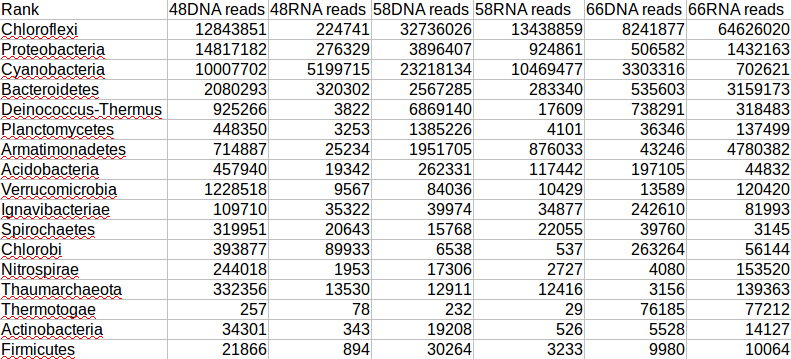 Rank 48DNA reads 48RNA reads 58DNA reads 58RNA reads 66DNA reads 66RNA reads
Chloroflexi 12843851 224741 32736026 13438859 8241877 64626020
Proteobacteria 14817182 276329 3896407 924861 506582 1432163
Cyanobacteria 10007702 5199715 23218134 10469477 3303316 702621
Bacteroidetes 2080293 320302 2567285 283340 535603 3159173
Deinococcus-Thermus 925266 3822 6869140 17609 738291 318483
Planctomycetes 448350 3253 1385226 4101 36346 137499
Armatimonadetes 714887 25234 1951705 876033 43246 4780382
Acidobacteria 457940 19342 262331 117442 197105 44832
Verrucomicrobia 1228518 9567 84036 10429 13589 120420
Ignavibacteriae 109710 35322 39974 34877 242610 81993
Spirochaetes 319951 20643 15768 22055 39760 3145
Chlorobi 393877 89933 6538 537 263264 56144
Nitrospirae 244018 1953 17306 2727 4080 153520
Thaumarchaeota 332356 13530 12911 12416 3156 139363
Thermotogae 257 78 232 29 76185 77212
Actinobacteria 34301 343 19208 526 5528 14127
Firmicutes 21866 894 30264 3233 9980 10064